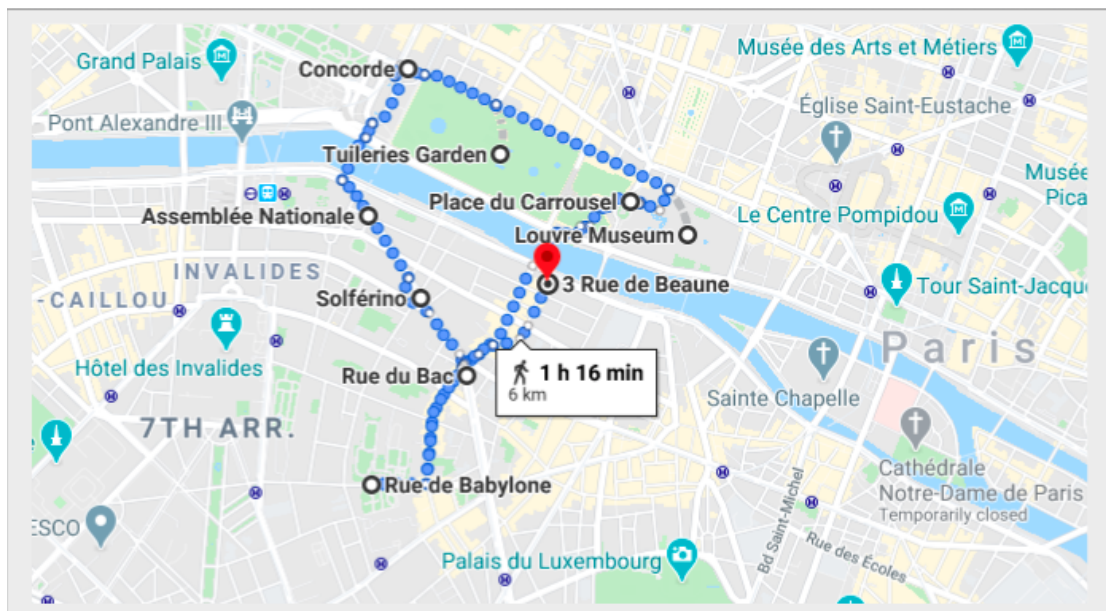 Musée des Arts et Métiers
Grand Palais
Concorde
Église Saint-Eustache
Pont Alexandre III
Tuileries Garden
Musée
Pica
Place du Carrousel
Assemblée Nationale
Le Centre Pompidou
Louvre Museum
INVALIDES
3 Rue de Beaune
Tour Saint-Jacque
-CAILLOU
Solférino
Paris
Hôtel des Invalides
Rue du Bac
1 h 16 min
6 km
Sainte Chapelle
7TH ARR.
Cathédrale
Notre-Dame de Paris
Temporarily closed
Rue de Babylone
Bd Saint-Michel
ESCO
Rue des Écoles
Palais du Luxembourg